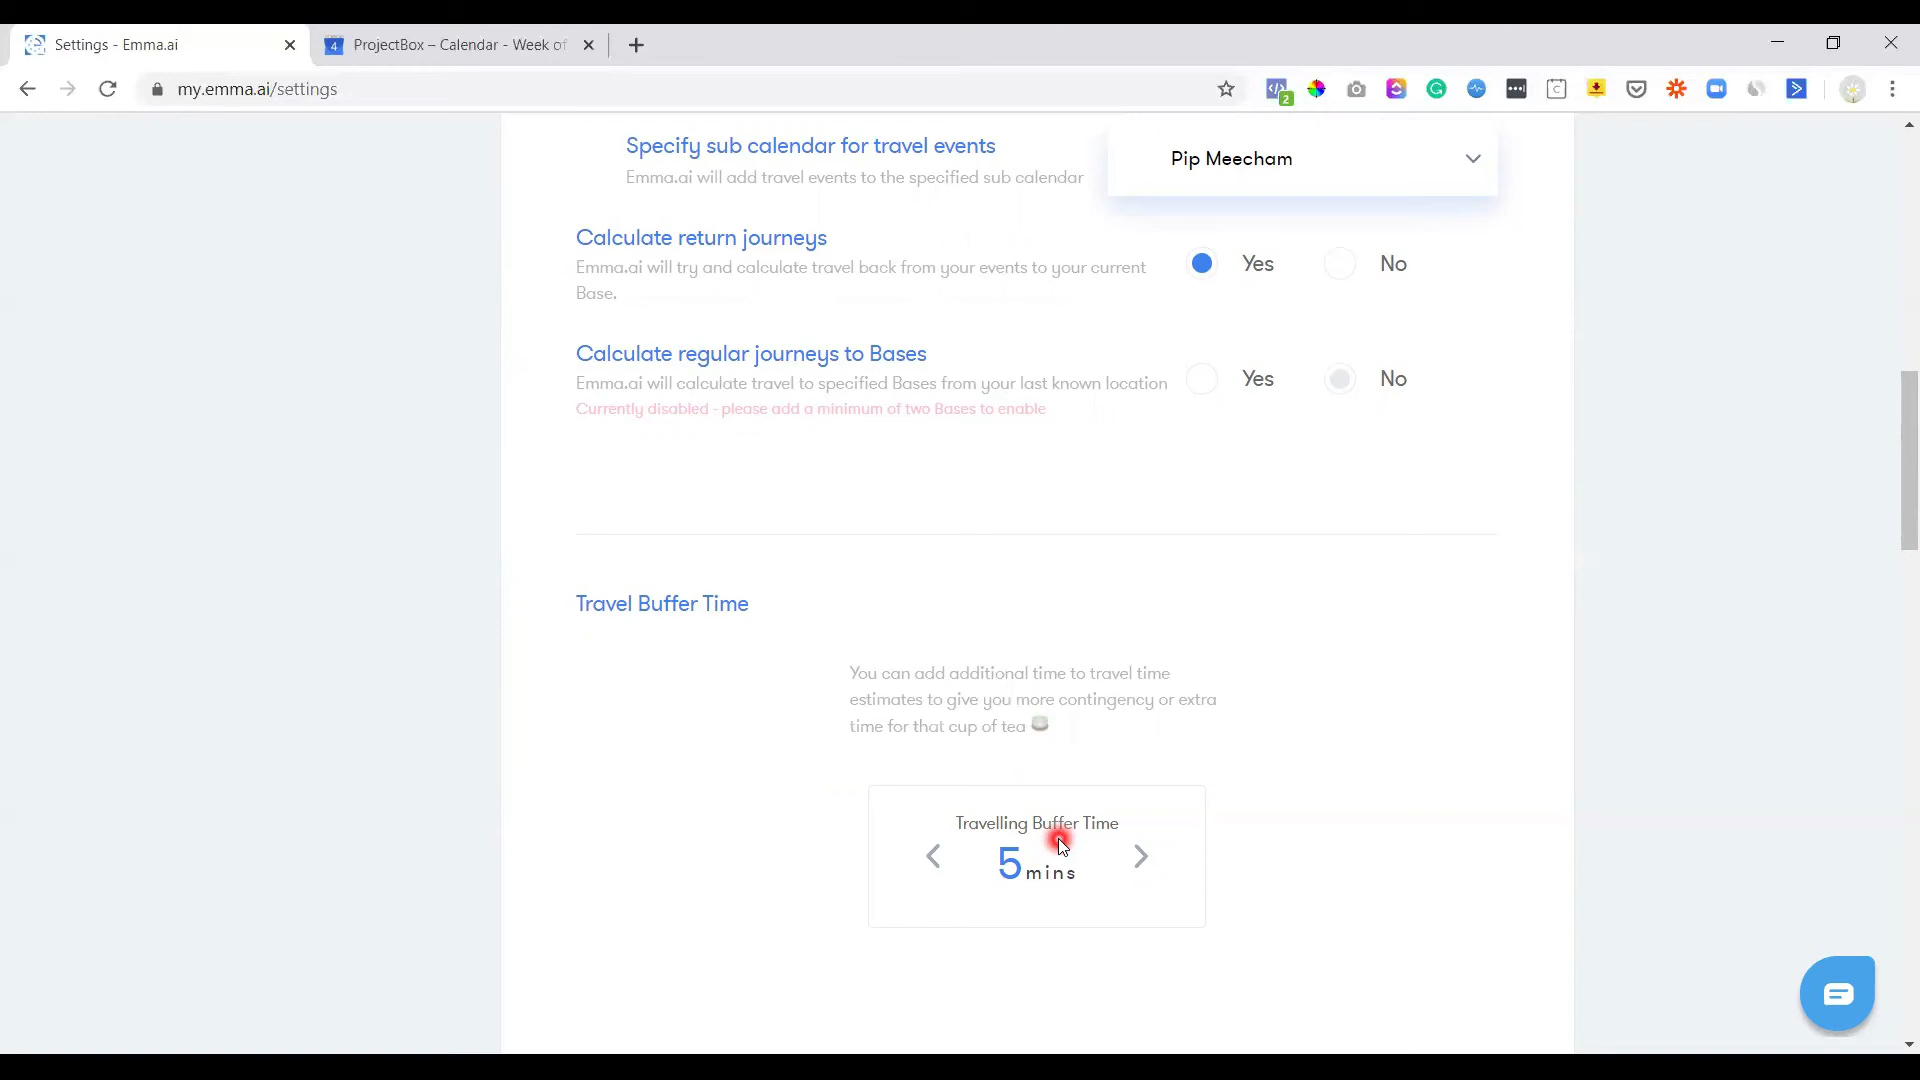 Settings - Emma.ai
ProjectBox – Calendar - Week of
my.emma.ai/settings
2
Specify sub calendar for travel events
Emma.ai will add travel events to the specified sub calendar
Pip Meecham
Calculate return journeys
Emma.ai will try and calculate travel back from your events to your current
Base.
Yes
No
Calculate regular journeys to Bases
Emma.ai will calculate travel to specified Bases from your last known location
Currently disabled - please add a minimum of two Bases to enable
Yes
No
Travel Buffer Time
You can add additional time to travel time
estimates to give you more contingency or extra
time for that cup of tea
Travelling Buffer Time
5 mins